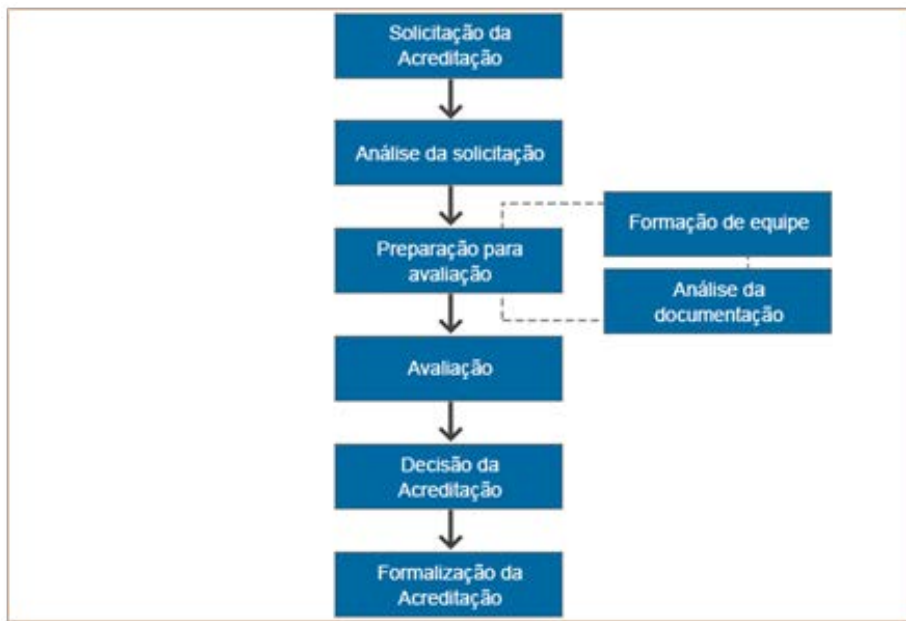 Solicitação da
Acreditação
Análise da solicitação
Preparação para
avaliação
Formação de equipe
Análise da
documentação
Avaliação
Decisão da
Acreditação
Formalização da
Acreditação